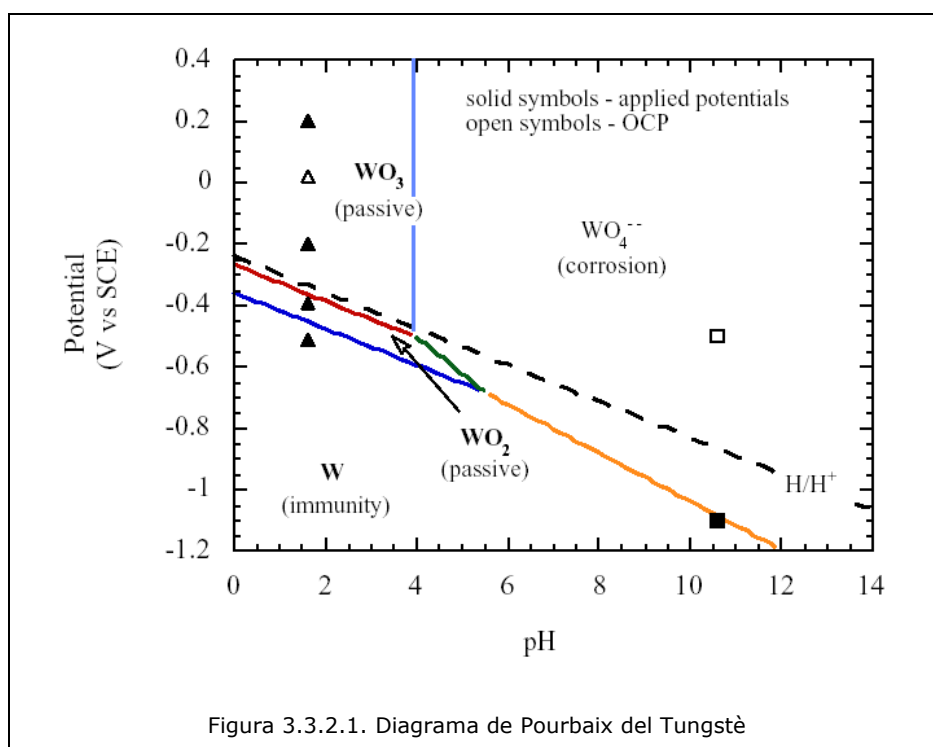 0.4
solid symbols - applied potentials
open symbols - OCP
0.2
WO₃
(passive)
0
WO₄⁻⁻
(corrosion)
-0.2
Potential
(V vs SCE)
-0.4
-0.6
WO₂
(passive)
-0.8
W
(immunity)
H/H⁺
-1
-1.2
0 2 4 6 8 10 12 14
pH
Figura 3.3.2.1. Diagrama de Pourbaix del Tungstè